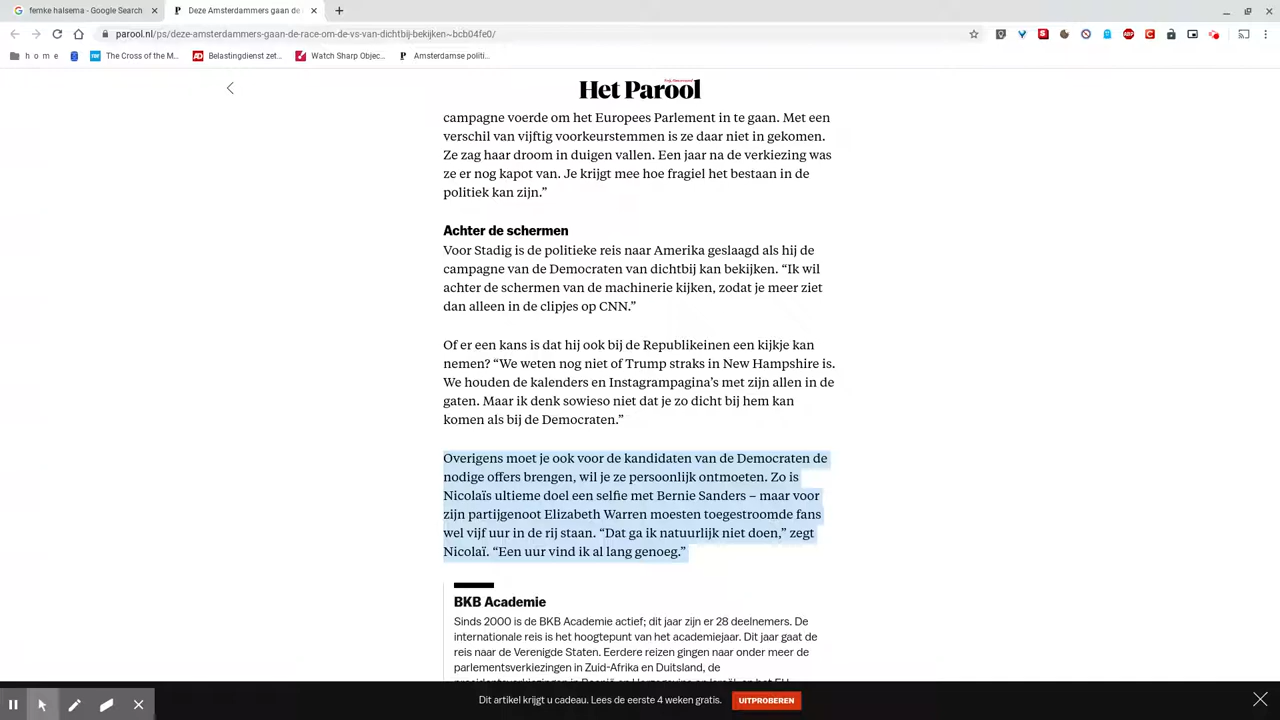 femke halsema - Google Search
Deze Amsterdammers gaan de
parool.nl/ps/deze-amsterdammers-gaan-de-race-om-de-vs-van-dichtbij-bekijken~bcb04fe0/
h o m e
The Cross of the M...
Belastingdienst zet...
Watch Sharp Objec...
Amsterdamse politi...
Het Parool
campagne voerde om het Europees Parlement in te gaan. Met een
verschil van vijftig voorkeurstemmen is ze daar niet in gekomen.
Ze zag haar droom in duigen vallen. Een jaar na de verkiezing was
ze er nog kapot van. Je krijgt mee hoe fragiel het bestaan in de
politiek kan zijn.”
Achter de schermen
Voor Stadig is de politieke reis naar Amerika geslaagd als hij de
campagne van de Democraten van dichtbij kan bekijken. “Ik wil
achter de schermen van de machinerie kijken, zodat je meer ziet
dan alleen in de clipjes op CNN.”
Of er een kans is dat hij ook bij de Republikeinen een kijkje kan
nemen? “We weten nog niet of Trump straks in New Hampshire is.
We houden de kalenders en Instagrampagina’s met zijn allen in de
gaten. Maar ik denk sowieso niet dat je zo dicht bij hem kan
komen als bij de Democraten.”
Overigens moet je ook voor de kandidaten van de Democraten de
nodige offers brengen, wil je ze persoonlijk ontmoeten. Zo is
Nicolaïs ultieme doel een selfie met Bernie Sanders – maar voor
zijn partijgenoot Elizabeth Warren moesten toegestroomde fans
wel vijf uur in de rij staan. “Dat ga ik natuurlijk niet doen,” zegt
Nicolaï. “Een uur vind ik al lang genoeg.”
BKB Academie
Sinds 2000 is de BKB Academie actief; dit jaar zijn er 28 deelnemers. De
internationale reis is het hoogtepunt van het academiejaar. Dit jaar gaat de
reis naar de Verenigde Staten. Eerdere reizen gingen naar onder meer de
parlementsverkiezingen in Zuid-Afrika en Duitsland, de
Dit artikel krijgt u cadeau. Lees de eerste 4 weken gratis.
UITPROBEREN